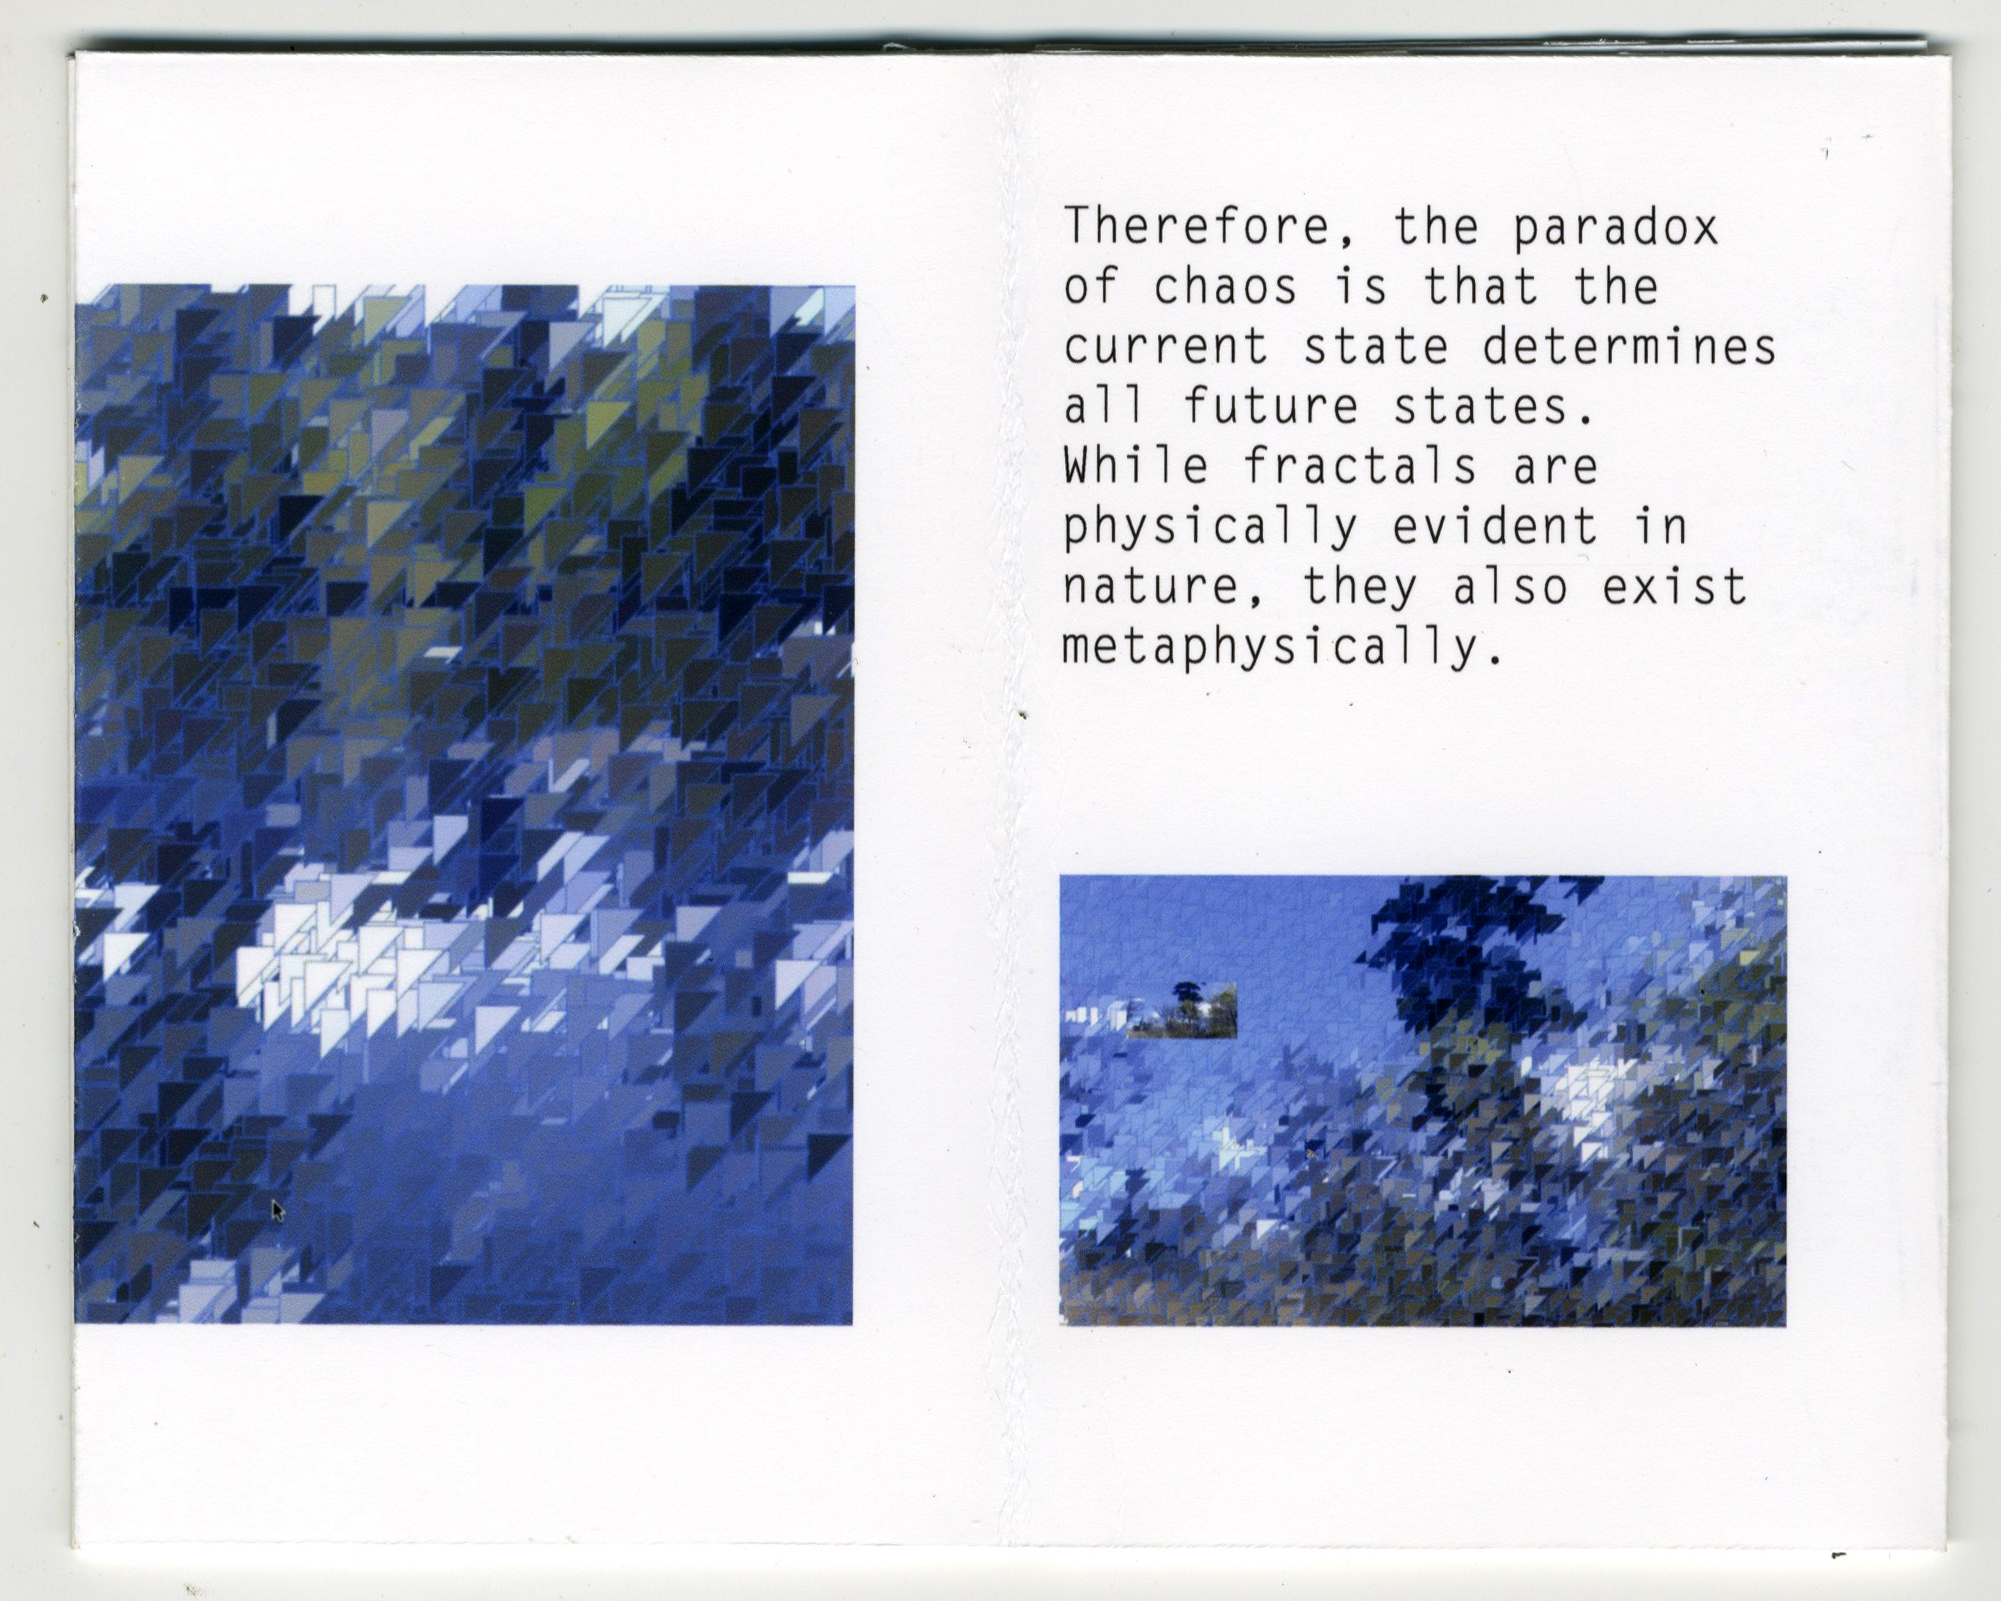 Therefore, the paradox
of chaos is that the
current state determines
all future states.
While fractals are
physically evident in
nature, they also exist
metaphysically.